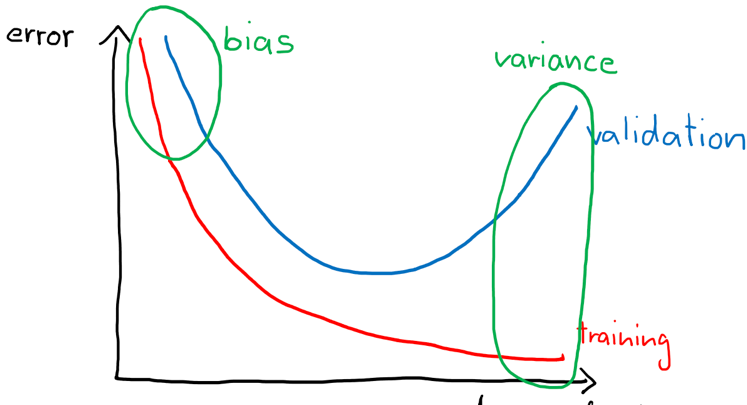 error
bias
variance
validation
training